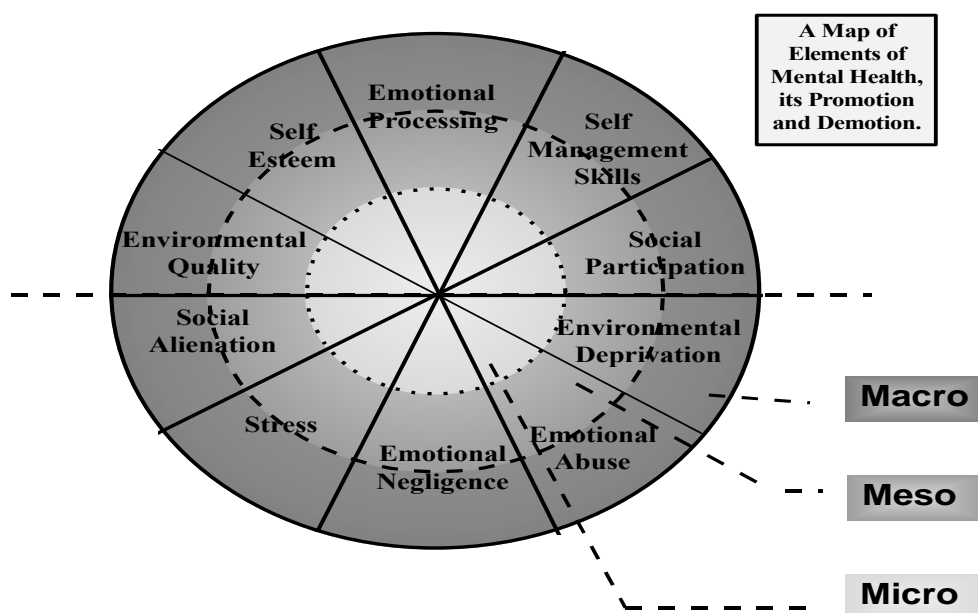 A Map of
Elements of
Mental Health,
its Promotion
and Demotion.
Emotional
Processing
Self
Esteem
Self
Management
Skills
Environmental
Quality
Social
Participation
Social
Alienation
Environmental
Deprivation
Stress
Emotional
Negligence
Emotional
Abuse
Macro
Meso
Micro